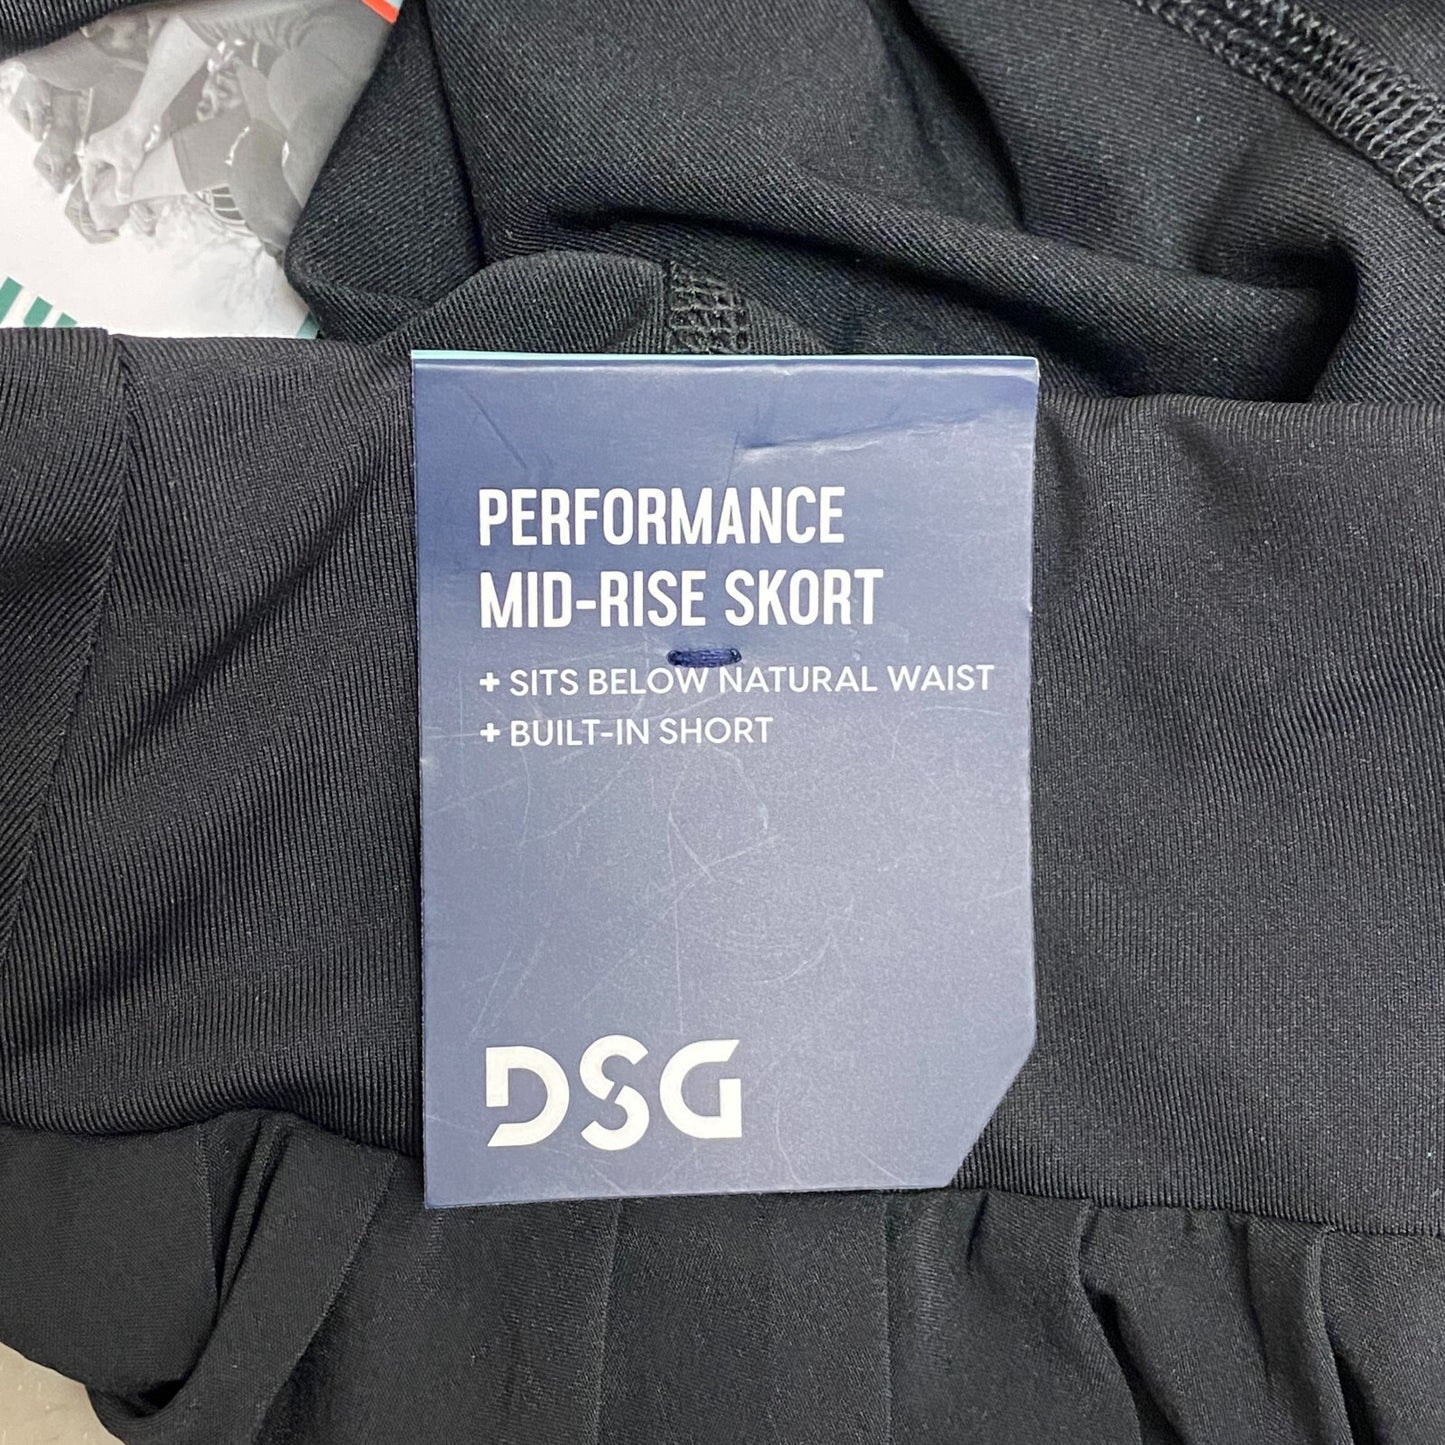 PERFORMANCE
MID-RISE SKORT
+ SITS BELOW NATURAL WAIST
+ BUILT-IN SHORT
DSG